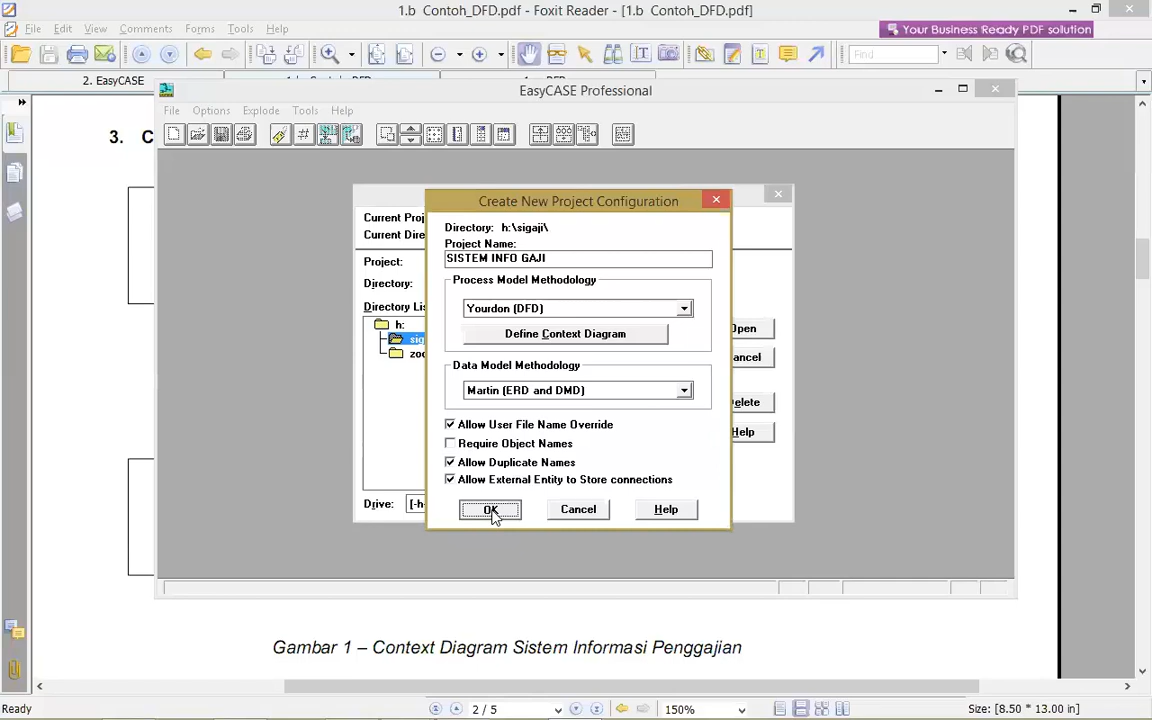 1.b Contoh_DFD.pdf - Foxit Reader - [1.b Contoh_DFD.pdf]
File Edit View Comments Forms Tools Help
Your Business Ready PDF solution
Find
2. EasyCASE
3. C
EasyCASE Professional
File Options Explode Tools Help
Current Proj
Current Dire
Project:
Directory:
Directory Lis
h:
sig
zoo
Drive: [-h-
Open
ancel
elete
Help
Create New Project Configuration
Directory: h:\sigaji\
Project Name:
SISTEM INFO GAJI
Process Model Methodology
Yourdon (DFD)
Define Context Diagram
Data Model Methodology
Martin (ERD and DMD)
Allow User File Name Override
Require Object Names
Allow Duplicate Names
Allow External Entity to Store connections
OK Cancel Help
Gambar 1 – Context Diagram Sistem Informasi Penggajian
Ready
2 / 5
150%
Size: [8.50 * 13.00 in]